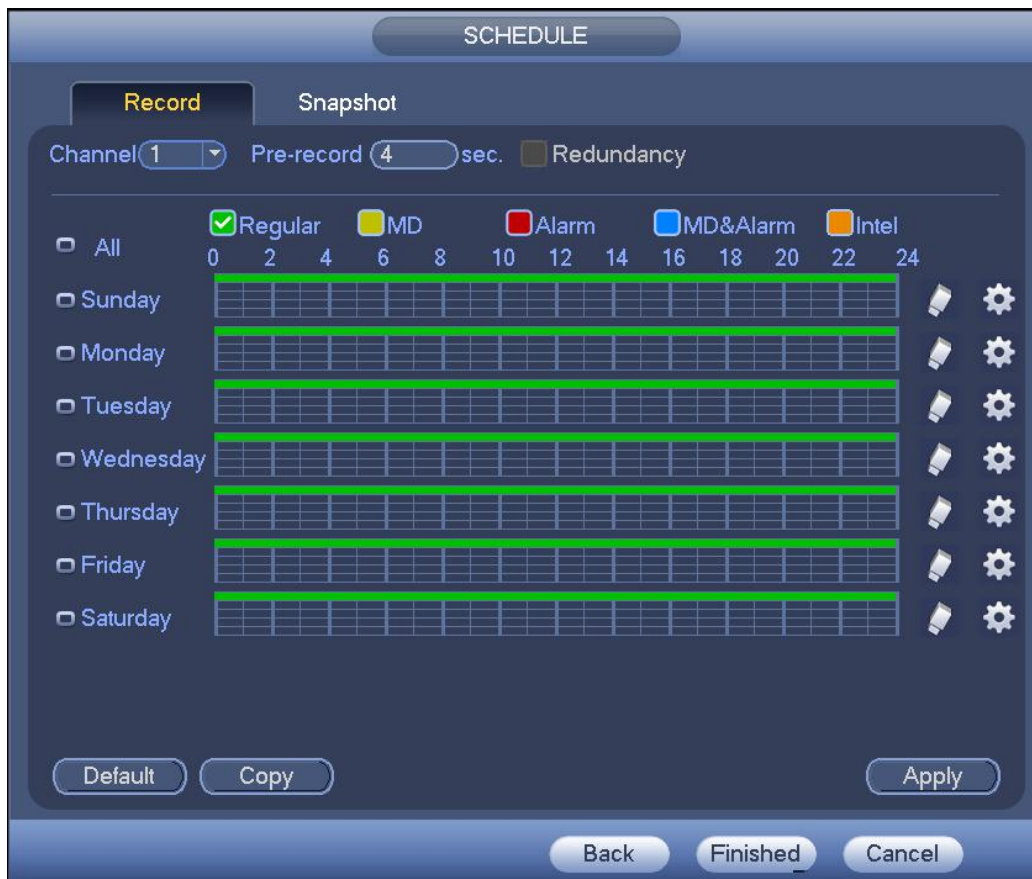 SCHEDULE
Record Snapshot
Channel 1 Pre-record 4 sec. Redundancy
Regular MD Alarm MD&Alarm Intel
All
0 2 4 6 8 10 12 14 16 18 20 22 24
Sunday
Monday
Tuesday
Wednesday
Thursday
Friday
Saturday
Default Copy Apply
Back Finished Cancel